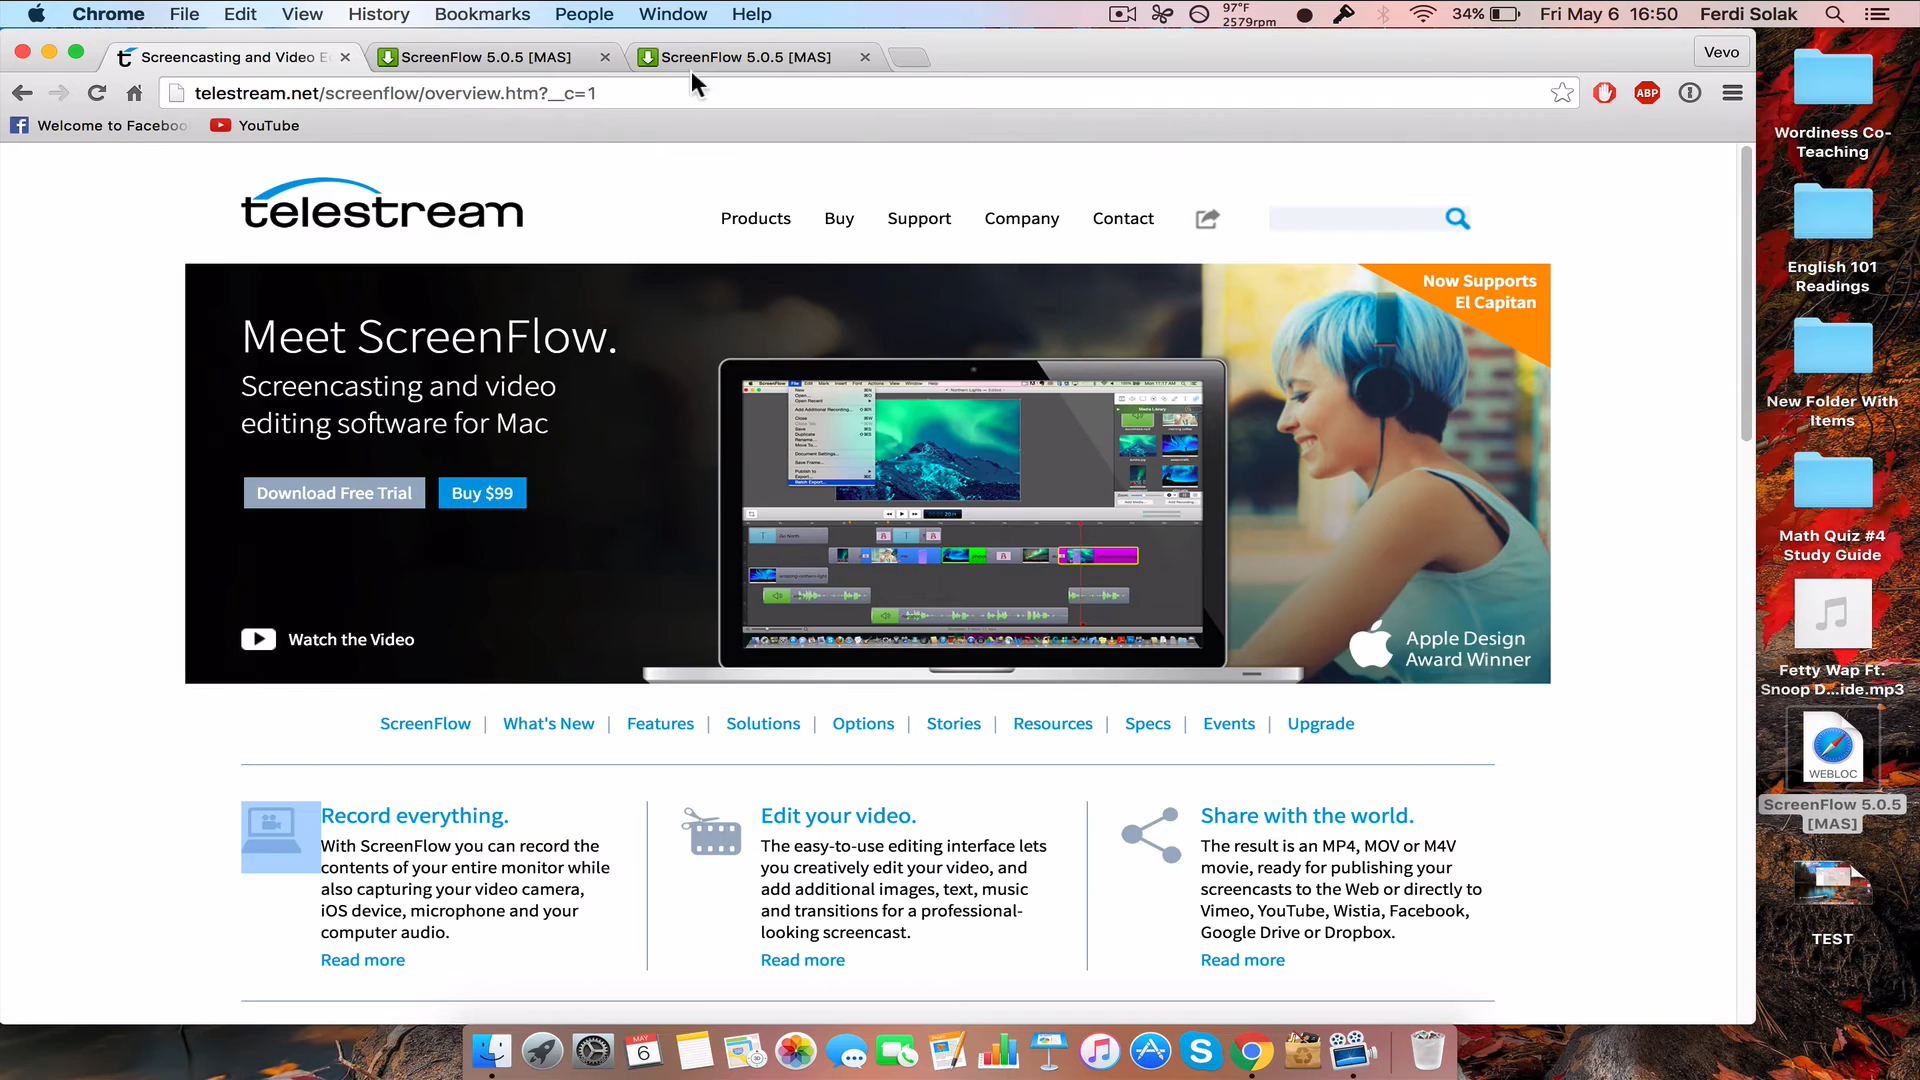 Chrome File Edit View History Bookmarks People Window Help
97°F
2579rpm
34% Fri May 6 16:50 Ferdi Solak
Screencasting and Video E
ScreenFlow 5.0.5 [MAS]
ScreenFlow 5.0.5 [MAS]
Vevo
telestream.net/screenflow/overview.htm?__c=1
ABP
Welcome to Faceboo
YouTube
telestream
Products Buy Support Company Contact
Now Supports
El Capitan
Meet ScreenFlow.
Screencasting and video
editing software for Mac
Download Free Trial
Buy $99
Watch the Video
Apple Design
Award Winner
ScreenFlow | What's New | Features | Solutions | Options | Stories | Resources | Specs | Events | Upgrade
Record everything.
With ScreenFlow you can record the
contents of your entire monitor while
also capturing your video camera,
iOS device, microphone and your
computer audio.
Read more
Edit your video.
The easy-to-use editing interface lets
you creatively edit your video, and
add additional images, text, music
and transitions for a professional-
looking screencast.
Read more
Share with the world.
The result is an MP4, MOV or M4V
movie, ready for publishing your
screencasts to the Web or directly to
Vimeo, YouTube, Wistia, Facebook,
Google Drive or Dropbox.
Read more
Wordiness Co-
Teaching
English 101
Readings
New Folder With
Items
Math Quiz #4
Study Guide
Fetty Wap Ft.
Snoop D...ide.mp3
WEBLOC
ScreenFlow 5.0.5
[MAS]
TEST
MAY
6